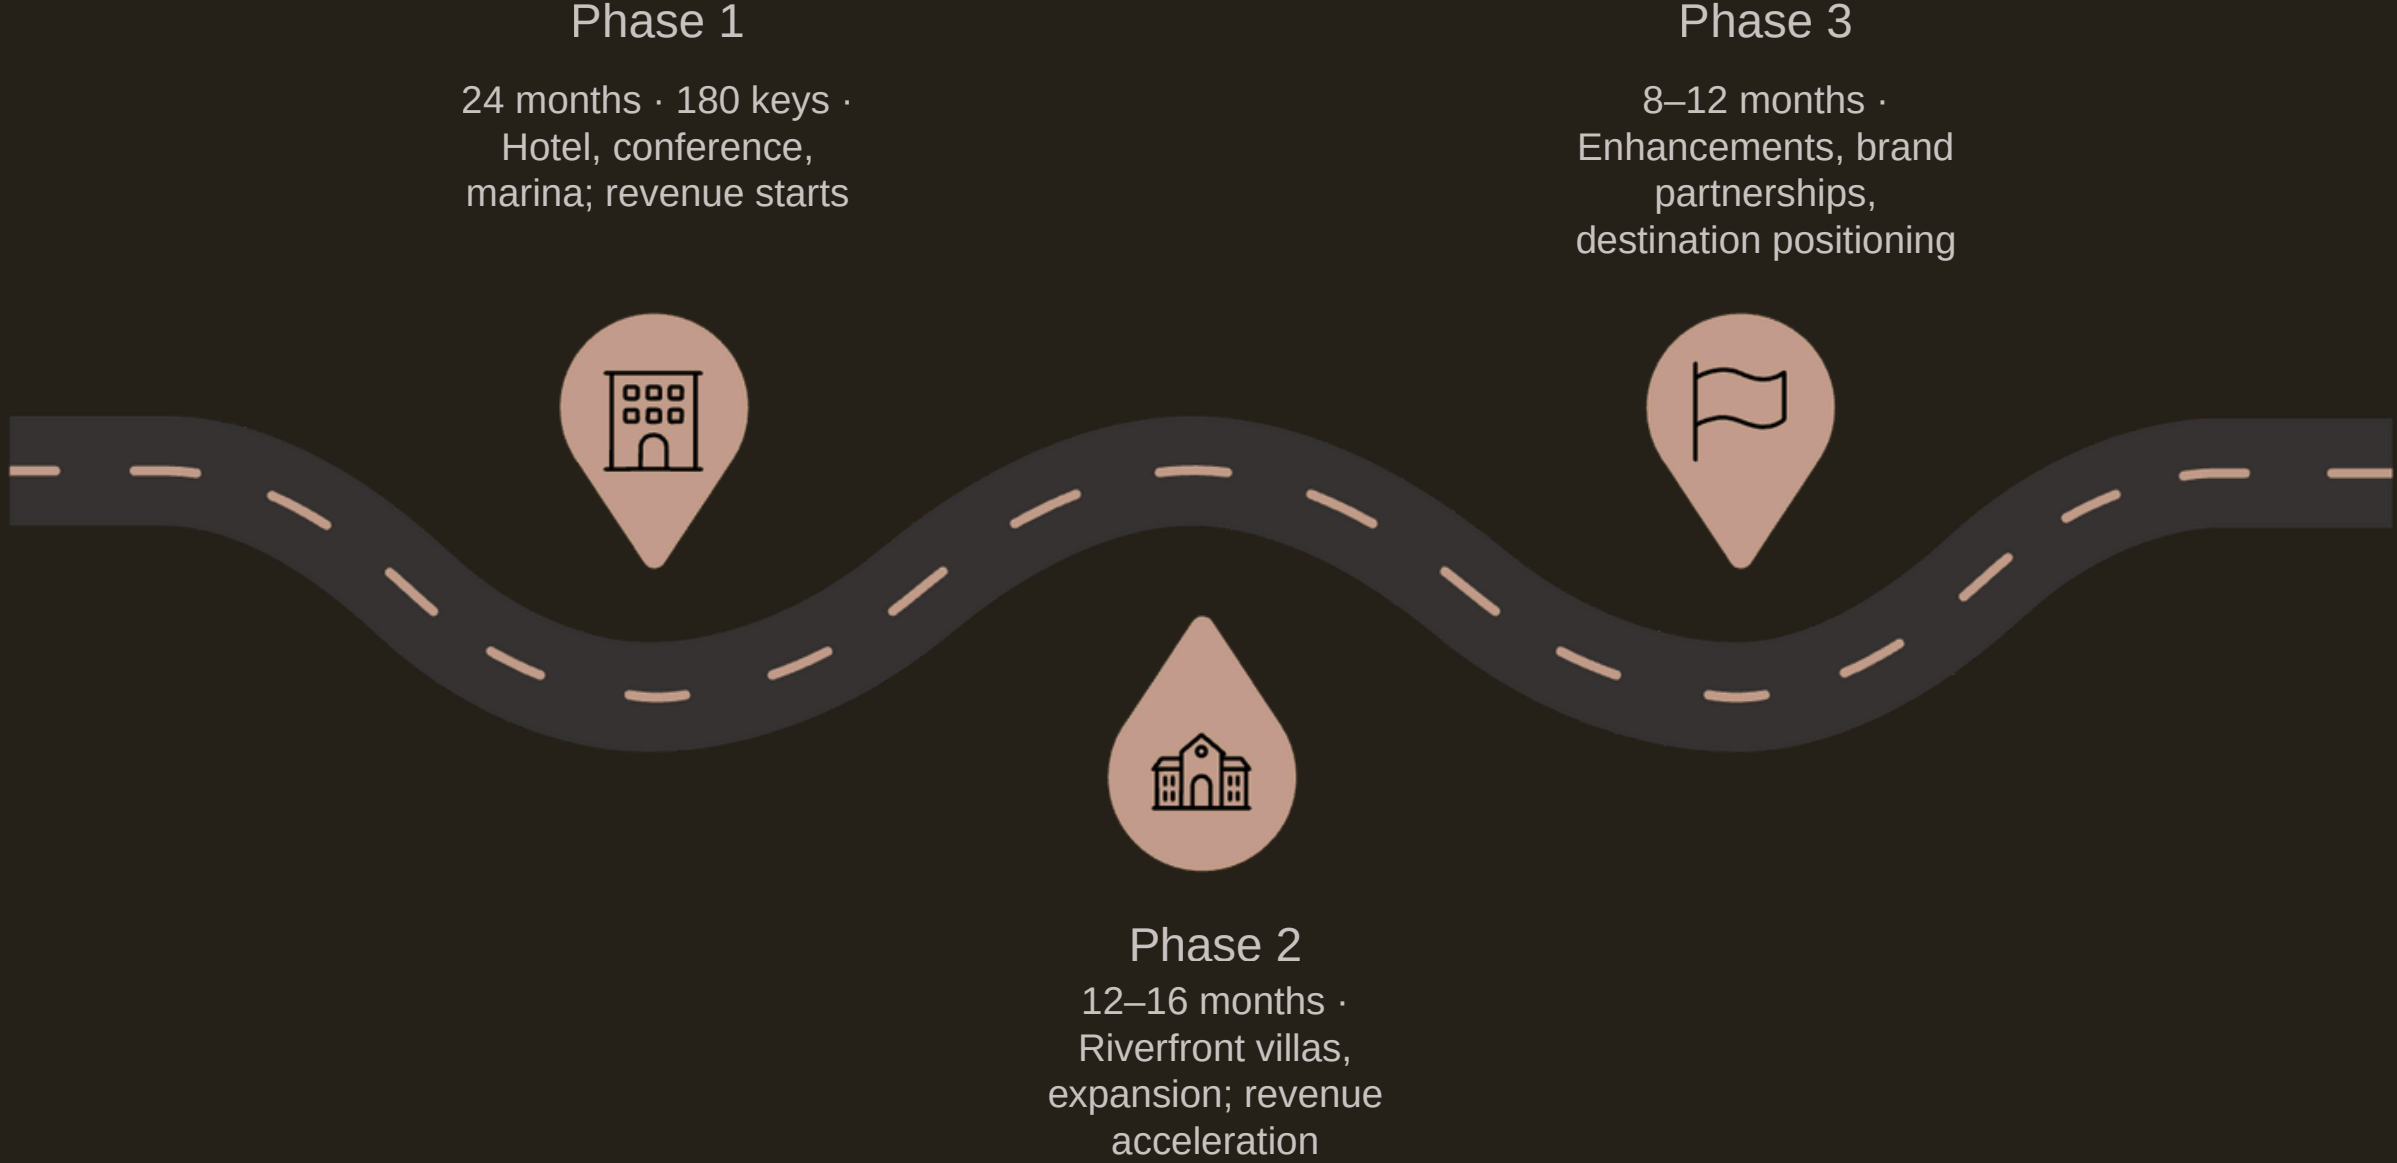 Phase 1
24 months · 180 keys ·
Hotel, conference,
marina; revenue starts
Phase 3
8–12 months ·
Enhancements, brand
partnerships,
destination positioning
Phase 2
12–16 months ·
Riverfront villas,
expansion; revenue
acceleration